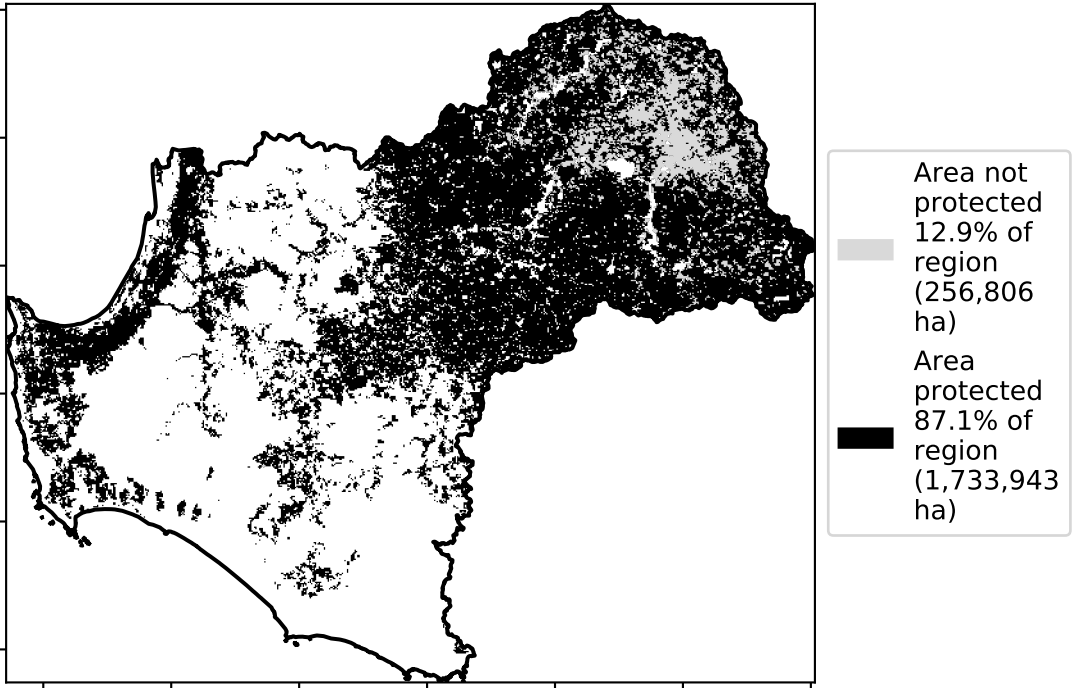 Area not
protected
12.9% of
region
(256,806
ha)
Area
protected
87.1% of
region
(1,733,943
ha)